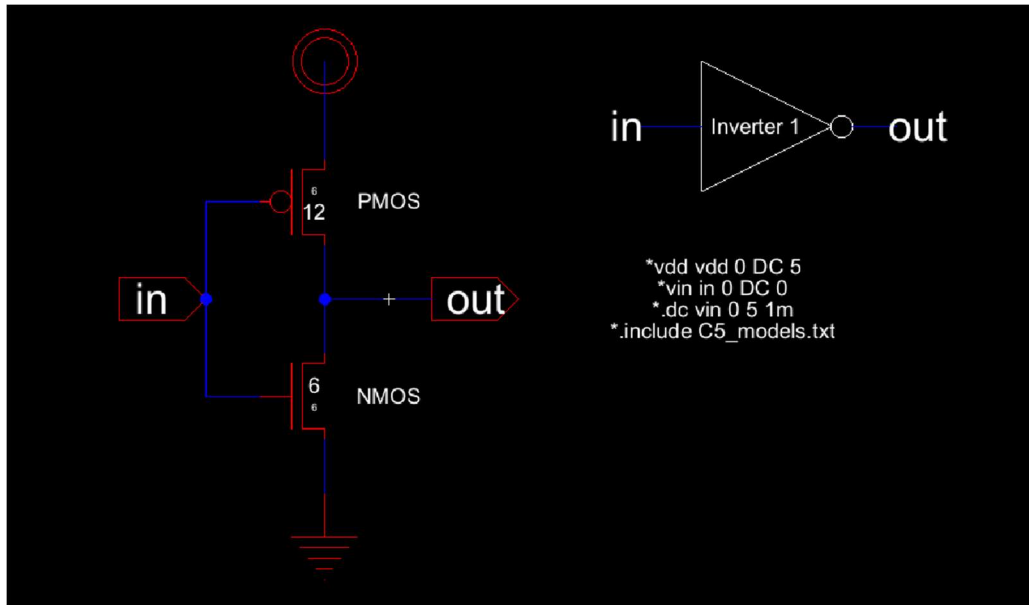 6
12
PMOS
in
out
6
6
NMOS
in
Inverter 1
out
*vdd vdd 0 DC 5
*vin in 0 DC 0
*.dc vin 0 5 1m
*.include C5_models.txt